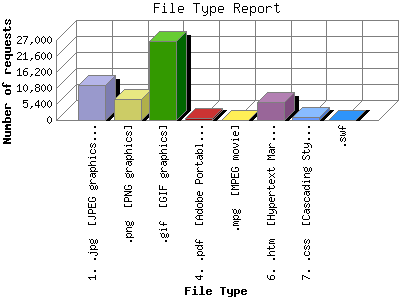 File Type Report
Number of requests
27,000
21,600
16,200
10,800
5,400
0
1. .jpg [JPEG graphics...
.png [PNG graphics]
.gif [GIF graphics]
4. .pdf [Adobe Portabl...
.mpg [MPEG movie]
6. .htm [Hypertext Mar...
7. .css [Cascading Sty...
.swf
File Type